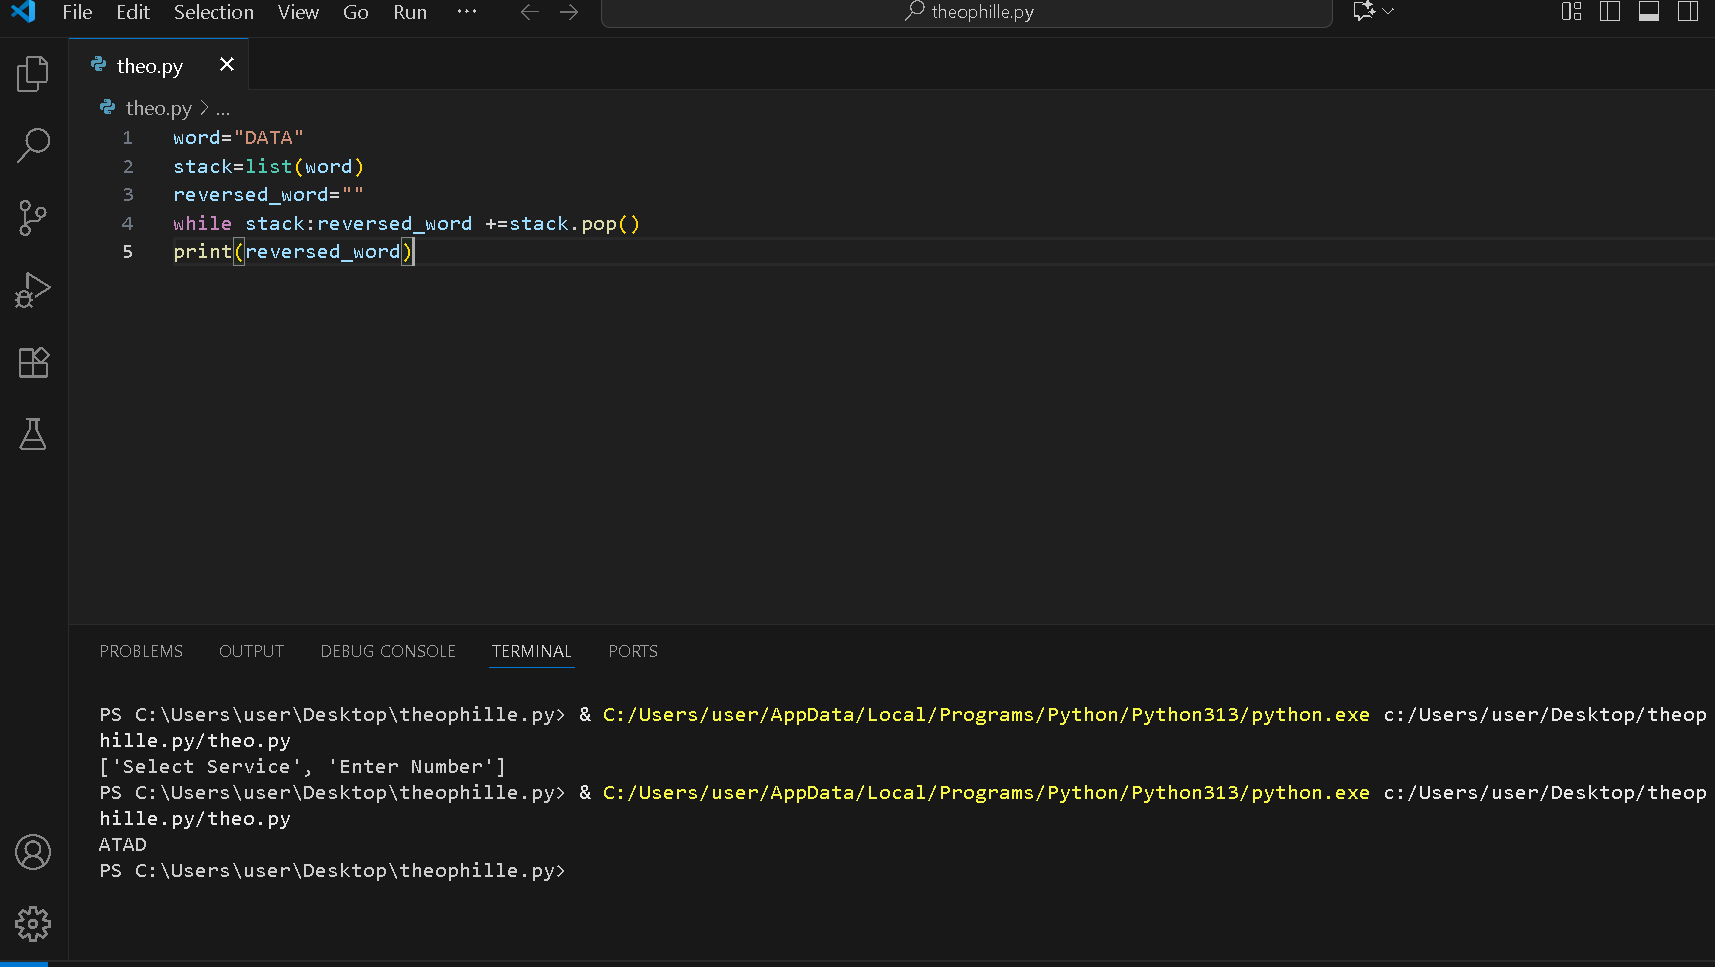 File Edit Selection View Go Run ··· theophille.py
theo.py
theo.py > ...
1 word="DATA"
2 stack=list(word)
3 reversed_word=""
4 while stack:reversed_word +=stack.pop()
5 print(reversed_word)
PROBLEMS OUTPUT DEBUG CONSOLE TERMINAL PORTS
PS C:\Users\user\Desktop\theophille.py> & C:/Users/user/AppData/Local/Programs/Python/Python313/python.exe c:/Users/user/Desktop/theop
hille.py/theo.py
['Select Service', 'Enter Number']
PS C:\Users\user\Desktop\theophille.py> & C:/Users/user/AppData/Local/Programs/Python/Python313/python.exe c:/Users/user/Desktop/theop
hille.py/theo.py
ATAD
PS C:\Users\user\Desktop\theophille.py>